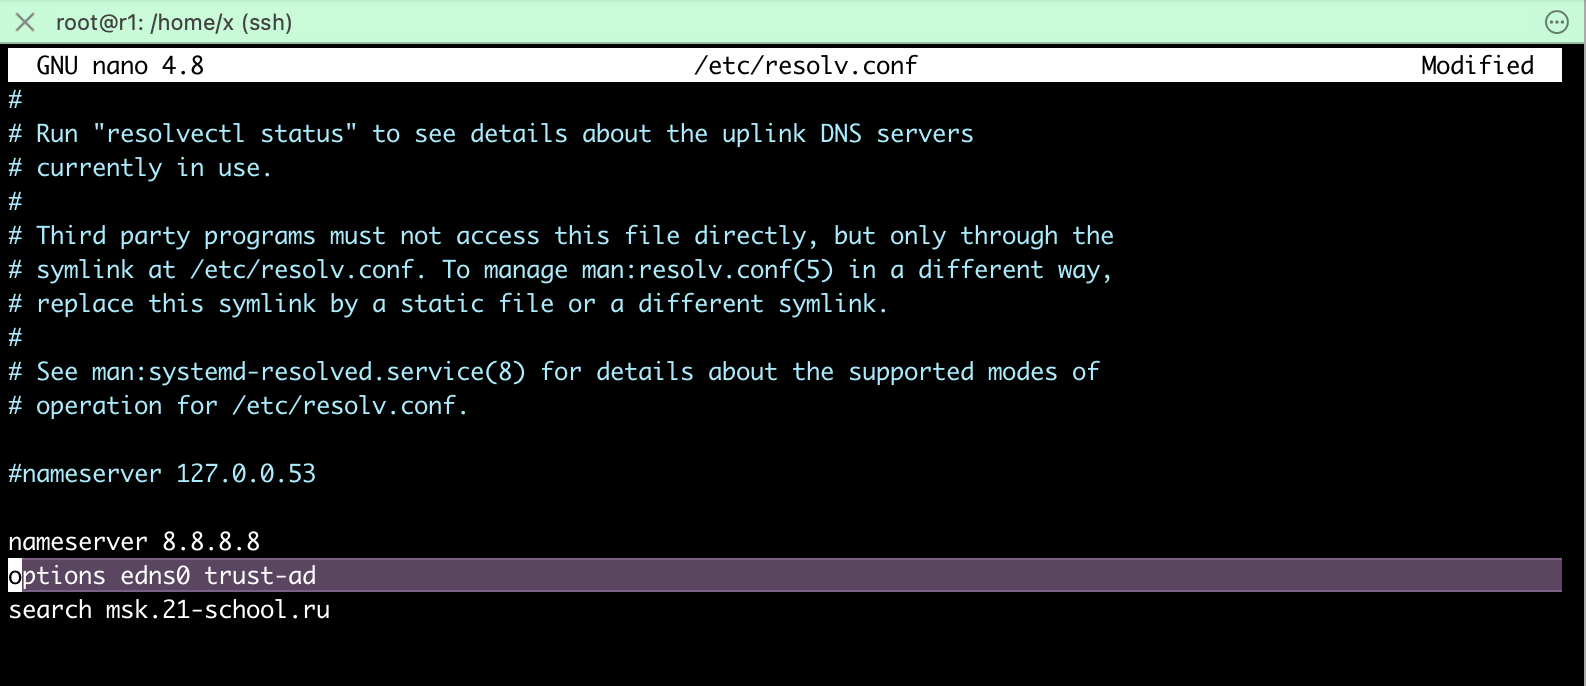 root@r1: /home/x (ssh)
GNU nano 4.8 /etc/resolv.conf Modified
#
# Run "resolvectl status" to see details about the uplink DNS servers
# currently in use.
#
# Third party programs must not access this file directly, but only through the
# symlink at /etc/resolv.conf. To manage man:resolv.conf(5) in a different way,
# replace this symlink by a static file or a different symlink.
#
# See man:systemd-resolved.service(8) for details about the supported modes of
# operation for /etc/resolv.conf.
#nameserver 127.0.0.53
nameserver 8.8.8.8
options edns0 trust-ad
search msk.21-school.ru